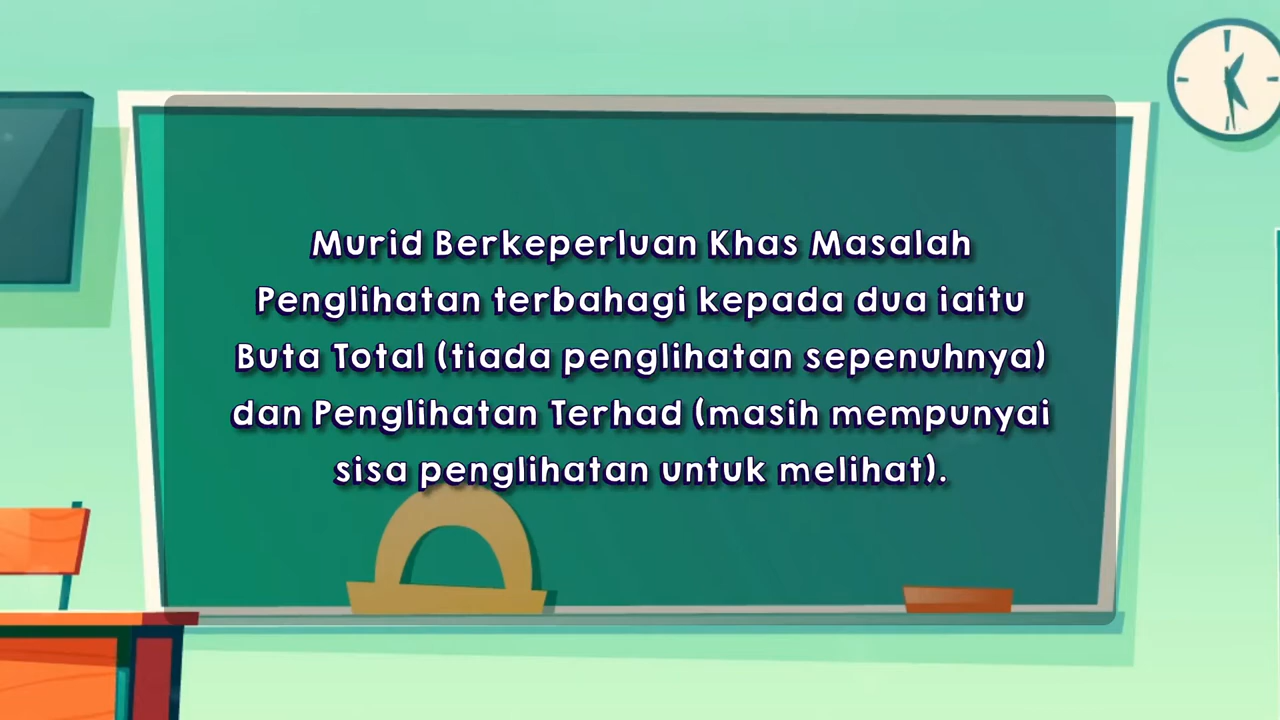 Murid Berkeperluan Khas Masalah
Penglihatan terbahagi kepada dua iaitu
Buta Total (tiada penglihatan sepenuhnya)
dan Penglihatan Terhad (masih mempunyai
sisa penglihatan untuk melihat).